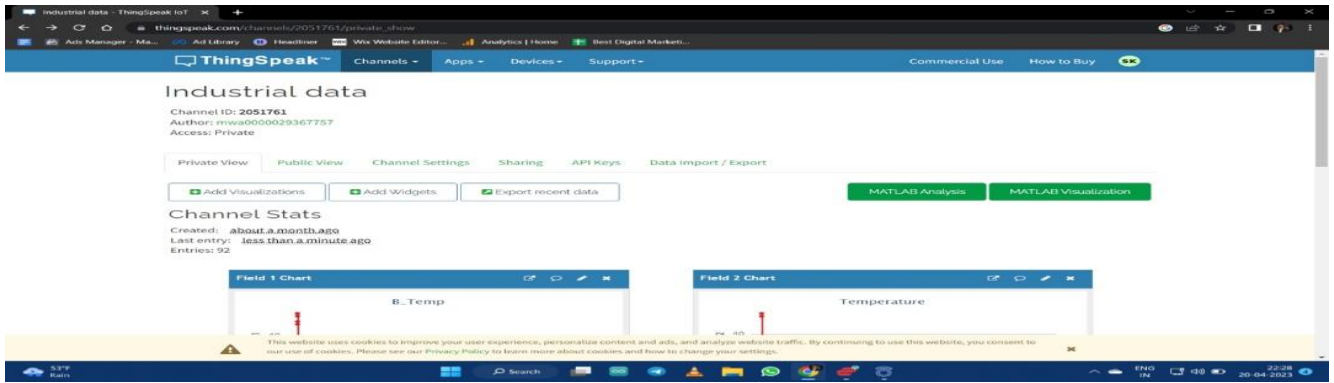 Industrial data - ThingSpeak IoT
thingspeak.com/channels/2051761/private_show
Ads Manager - Ma... Ad Library Headliner Wix Website Editor... Analytics | Home Best Digital Marketi...
ThingSpeak™ Channels Apps Devices Support Commercial Use How to Buy SK
Industrial data
Channel ID: 2051761
Author: mwa0000029367757
Access: Private
Private View Public View Channel Settings Sharing API Keys Data Import / Export
Add Visualizations Add Widgets Export recent data MATLAB Analysis MATLAB Visualization
Channel Stats
Created: about a month ago
Last entry: less than a minute ago
Entries: 92
Field 1 Chart Field 2 Chart
B_Temp Temperature
This website uses cookies to improve your user experience, personalize content and ads, and analyze website traffic. By continuing to use this website, you consent to
our use of cookies. Please see our Privacy Policy to learn more about cookies and how to change your settings.
53°F
Rain
Search
ENG
IN
22:28
20-04-2023